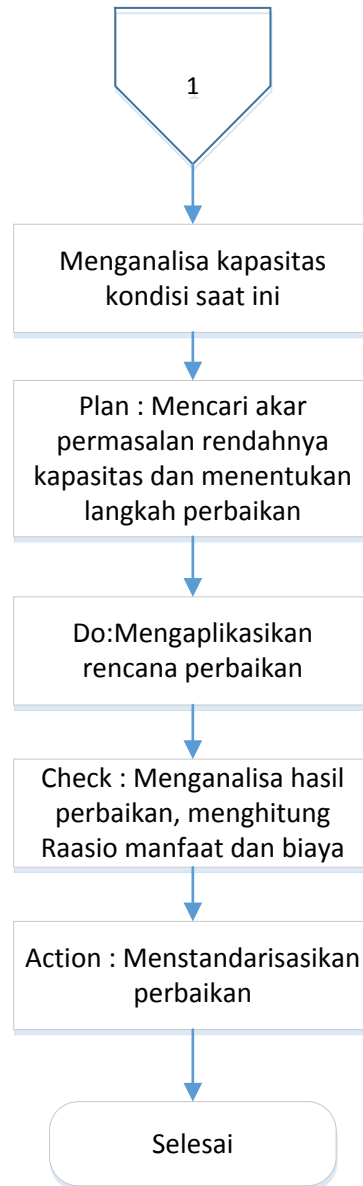 1
Menganalisa kapasitas
kondisi saat ini
Plan : Mencari akar
permasalan rendahnya
kapasitas dan menentukan
langkah perbaikan
Do:Mengaplikasikan
rencana perbaikan
Check : Menganalisa hasil
perbaikan, menghitung
Raasio manfaat dan biaya
Action : Menstandarisasikan
perbaikan
Selesai